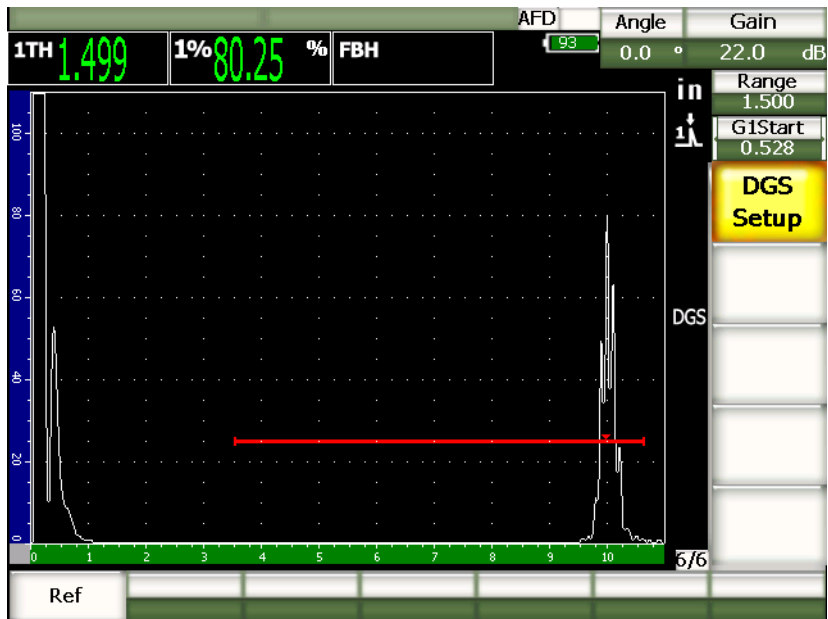 AFD
Angle
Gain
1TH 1.499
1% 80.25 %
FBH
93
0.0 °
22.0 dB
in
Range
1.500
1
G1Start
0.528
DGS
Setup
100
80
60
40
20
0
DGS
0 1 2 3 4 5 6 7 8 9 10
6/6
Ref